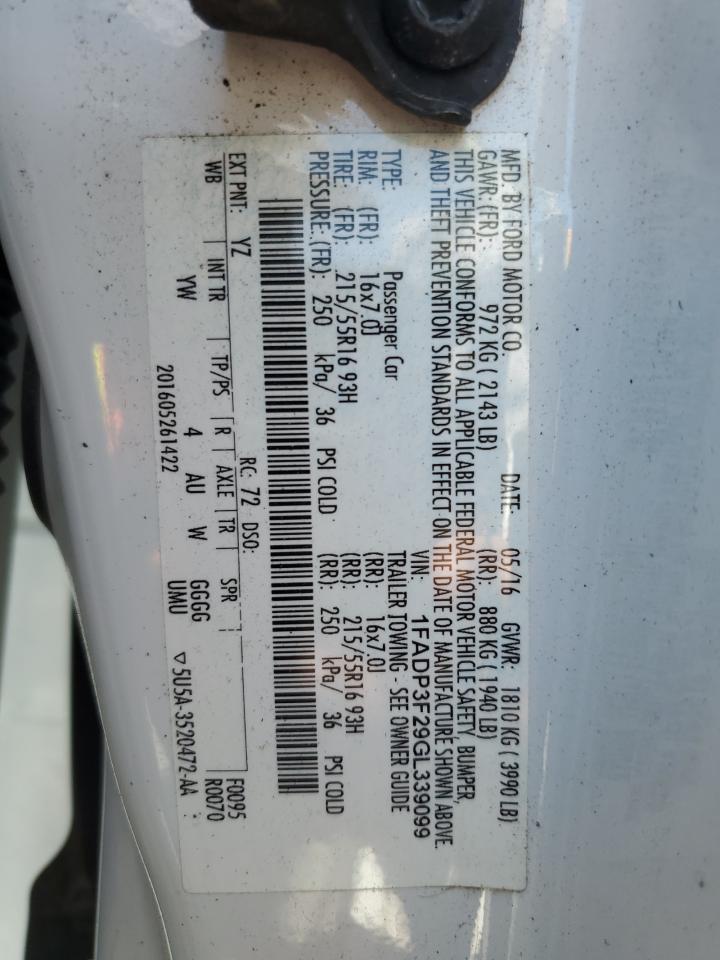 MFD. BY FORD MOTOR CO. DATE: 05/16 GVWR: 1810 KG ( 3990 LB)
GAWR: (FR): 972 KG ( 2143 LB) (RR): 880 KG ( 1940 LB)
THIS VEHICLE CONFORMS TO ALL APPLICABLE FEDERAL MOTOR VEHICLE SAFETY, BUMPER,
AND THEFT PREVENTION STANDARDS IN EFFECT ON THE DATE OF MANUFACTURE SHOWN ABOVE.
VIN: 1FADP3F29GL339099
TYPE: Passenger Car TRAILER TOWING - SEE OWNER GUIDE
RIM: (FR): 16x7.0J (RR): 16x7.0J
TIRE: (FR): 215/55R16 93H (RR): 215/55R16 93H
PRESSURE: (FR): 250 kPa/ 36 PSI COLD (RR): 250 kPa/ 36 PSI COLD
EXT PNT: YZ RC: 72 DSO: F0095
WB INT TR TP/PS R AXLE TR SPR R0070
YW 4 AU W GGGG
UMU
201605261422 ▽5U5A-3520472-AA